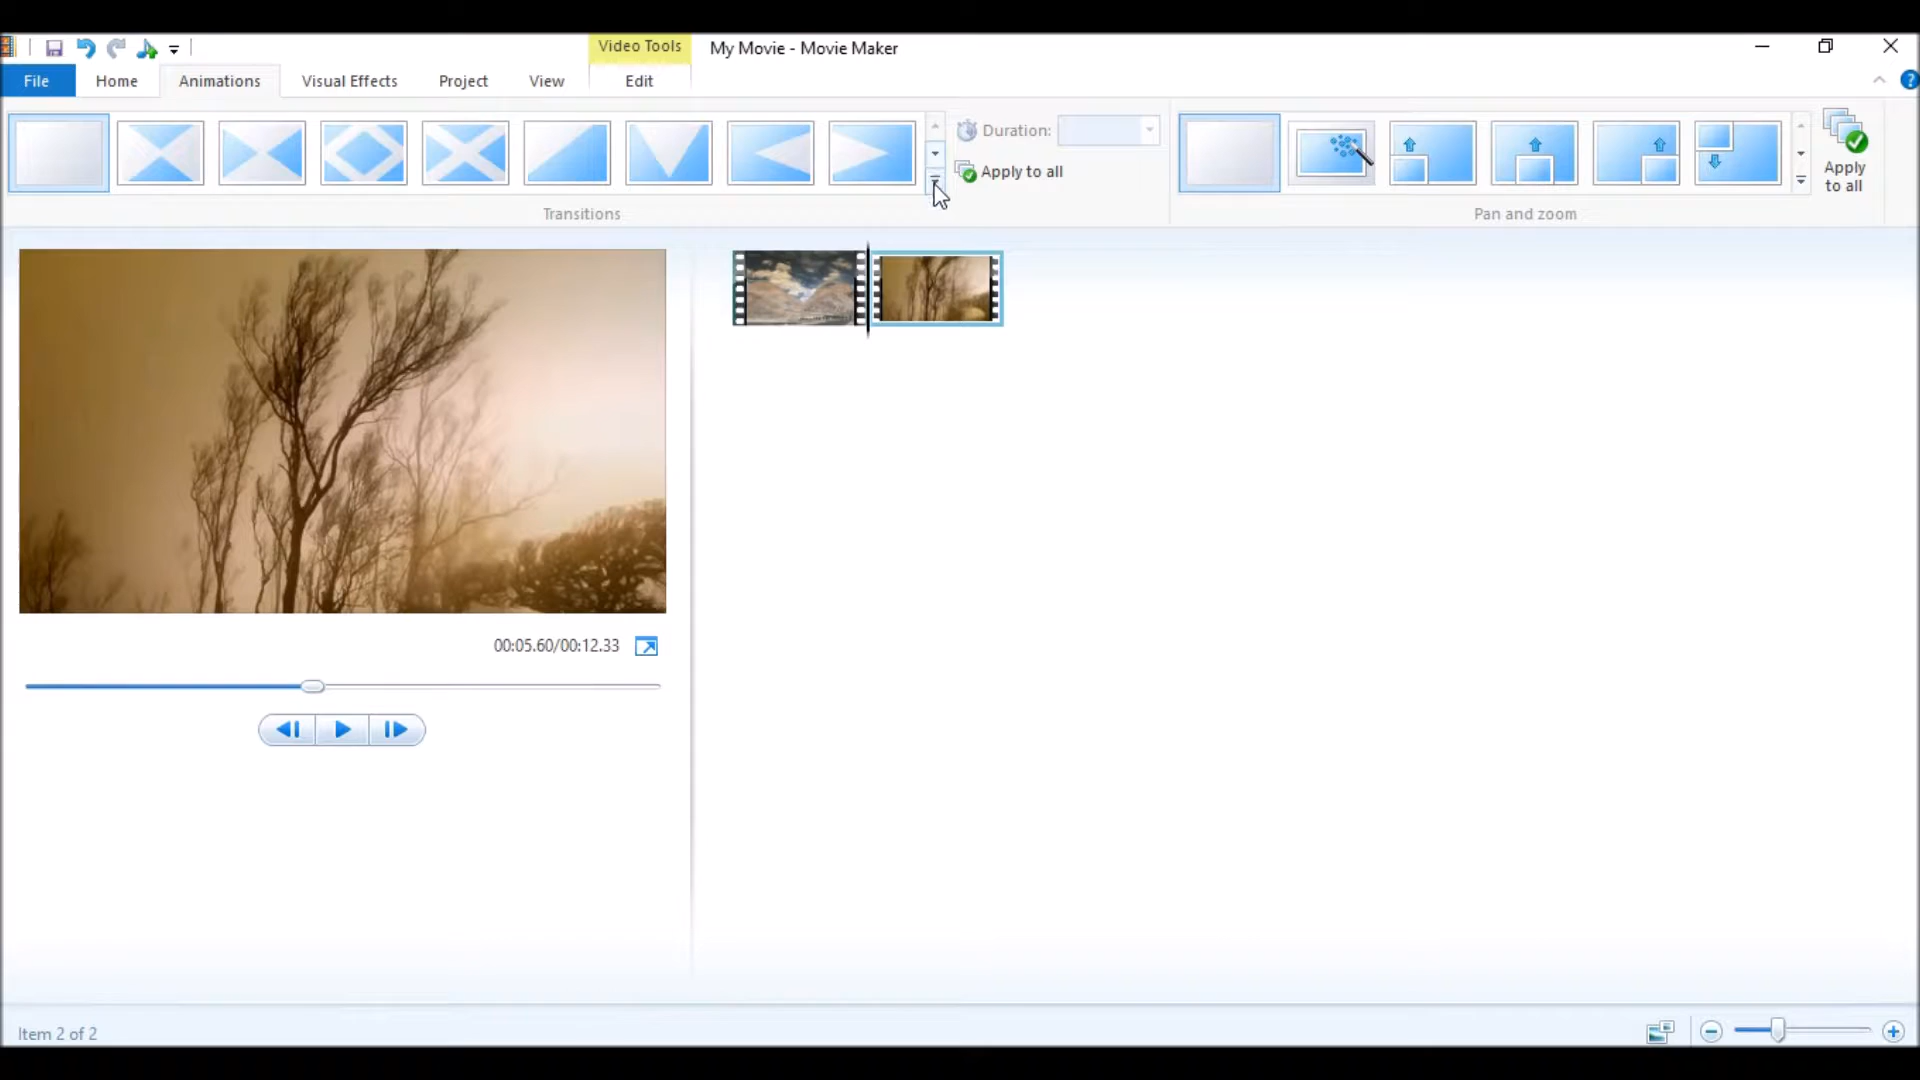 Video Tools
My Movie - Movie Maker
File
Home
Animations
Visual Effects
Project
View
Edit
?
Duration:
Apply to all
Transitions
Apply
to all
Pan and zoom
00:05.60/00:12.33
Item 2 of 2